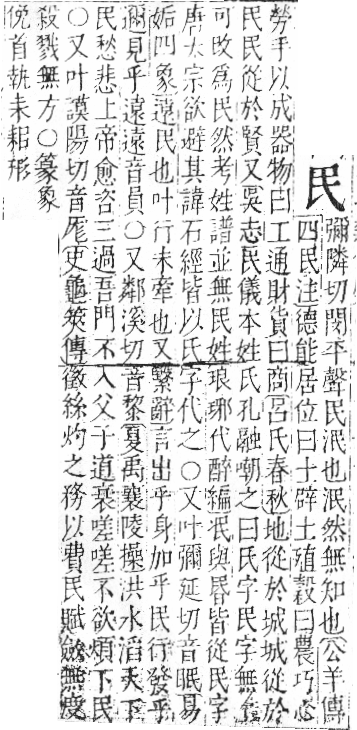 民 彌隣切閔平聲民泯也泯然無知也公羊傳
四民注德能居位曰士辟土殖穀曰農巧心
勞手以成器物曰工通財貨曰商呂氏春秋地從於城城從於
民民從於賢又吳志民儀本姓氏孔融嘲之曰氏字民字無上
可改爲民然考姓譜並無民姓琅琊代醉編泯與昬皆從民字
唐太宗欲避其諱石經皆以氏字代之○又叶彌延切音眠易
姤四象遠民也叶行未牽也又繫辭言出乎身加乎民行發乎
邇見乎遠遠音員○又鄰溪切音黎夏禹襄陵操洪水滔天下
民愁悲上帝愈咨三過吾門不入父子道衰嗟嗟不欲煩下民
○又叶謨陽切音厖史龜筴傳徵絲灼之務以費民賦斂無度
殺戮無方○篆象
俛首執耒耜形